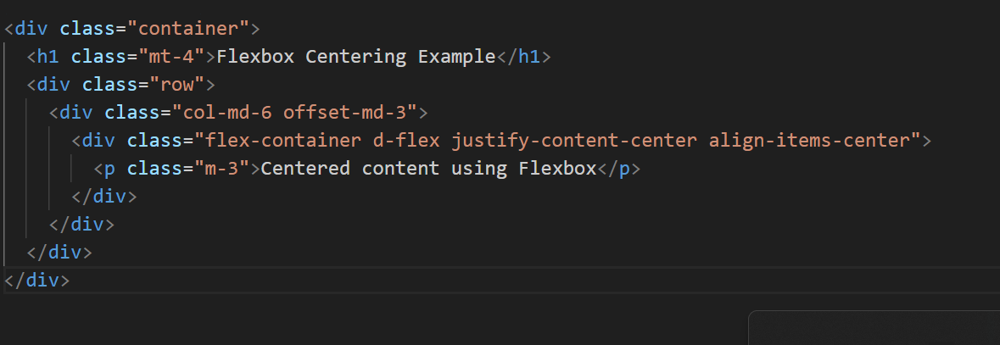 <div class="container">
<h1 class="mt-4">Flexbox Centering Example</h1>
<div class="row">
<div class="col-md-6 offset-md-3">
<div class="flex-container d-flex justify-content-center align-items-center">
<p class="m-3">Centered content using Flexbox</p>
</div>
</div>
</div>
</div>